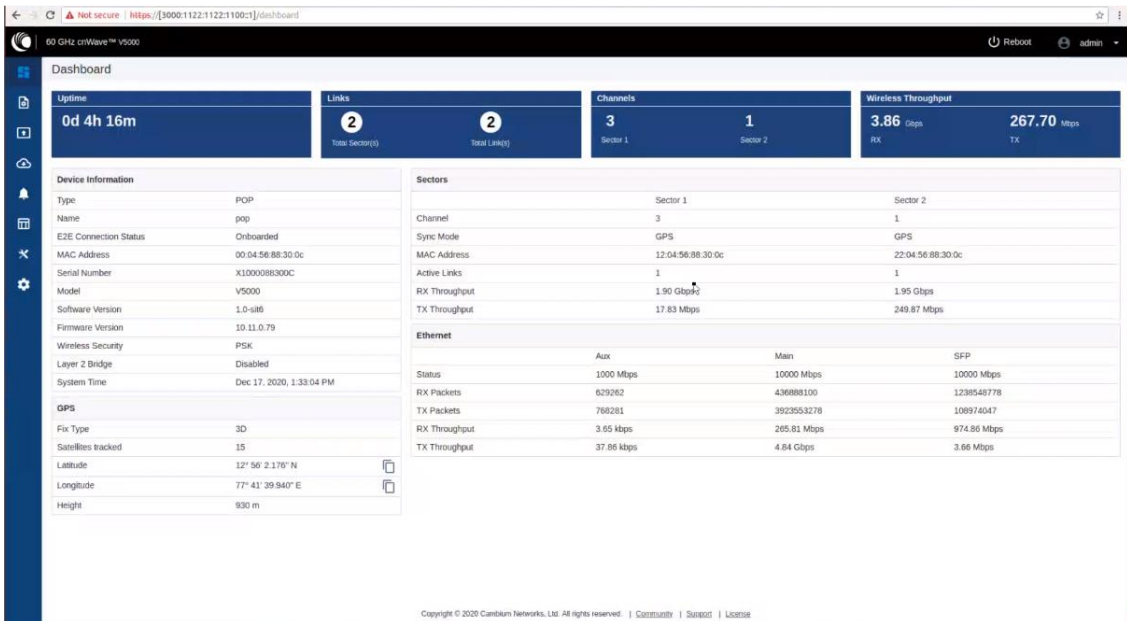 Not secure | https://[3000:1122:1122:1100::1]/dashboard
60 GHz cnWave™ V5000
Reboot
admin
Dashboard
Uptime
0d 4h 16m
Links
2 2
Total Sector(s) Total Link(s)
Channels
3 1
Sector 1 Sector 2
Wireless Throughput
3.86 Gbps 267.70 Mbps
RX TX
Device Information
Type POP
Name pop
E2E Connection Status Onboarded
MAC Address 00:04:56:88:30:0c
Serial Number X1000088300C
Model V5000
Software Version 1.0-sit6
Firmware Version 10.11.0.79
Wireless Security PSK
Layer 2 Bridge Disabled
System Time Dec 17, 2020, 1:33:04 PM
GPS
Fix Type 3D
Satellites tracked 15
Latitude 12° 56' 2.176" N
Longitude 77° 41' 39.940" E
Height 930 m
Sectors
Sector 1 Sector 2
Channel 3 1
Sync Mode GPS GPS
MAC Address 12:04:56:88:30:0c 22:04:56:88:30:0c
Active Links 1 1
RX Throughput 1.90 Gbps 1.95 Gbps
TX Throughput 17.83 Mbps 249.87 Mbps
Ethernet
Aux Main SFP
Status 1000 Mbps 10000 Mbps 10000 Mbps
RX Packets 629262 436888100 1238548778
TX Packets 768281 3923553278 108974047
RX Throughput 3.65 kbps 265.81 Mbps 974.86 Mbps
TX Throughput 37.86 kbps 4.84 Gbps 3.66 Mbps
Copyright © 2020 Cambium Networks, Ltd. All rights reserved. | Community | Support | License